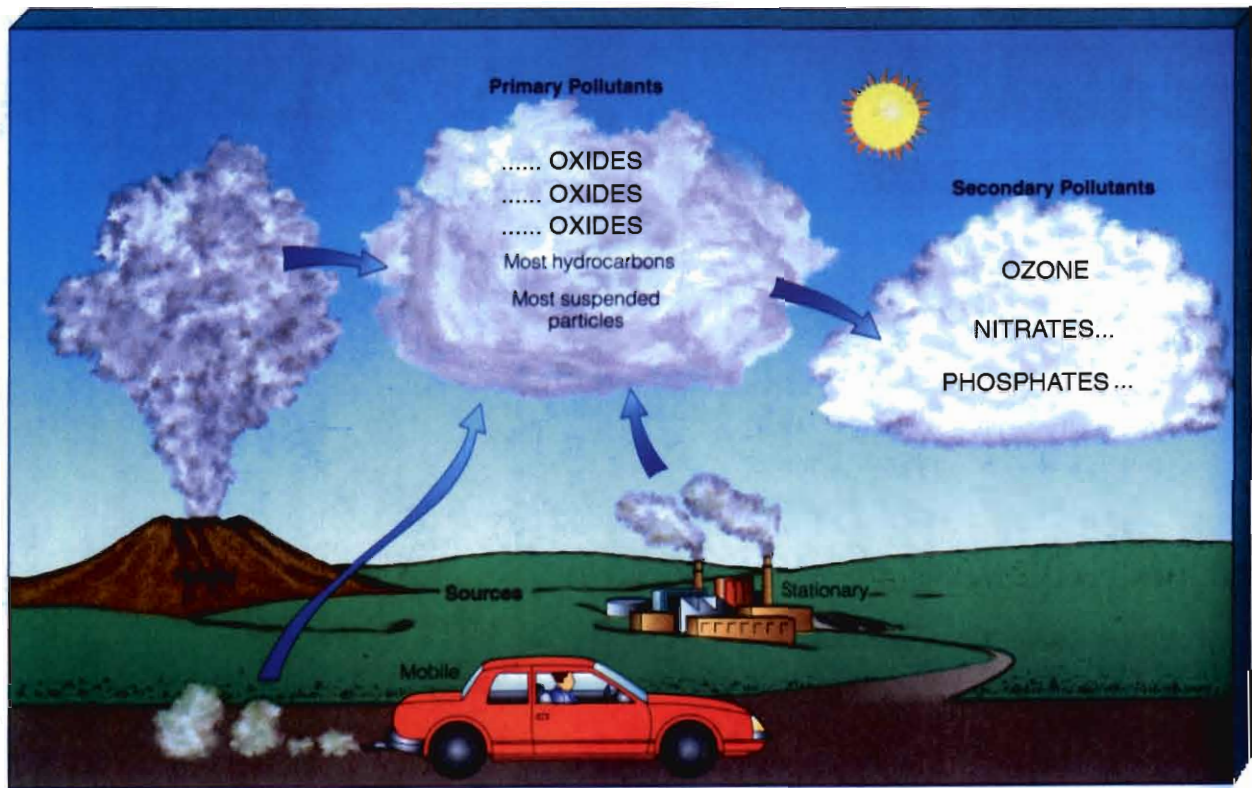 Primary Pollutants
...... OXIDES
...... OXIDES
...... OXIDES
Most hydrocarbons
Most suspended
particles
Secondary Pollutants
OZONE
NITRATES...
PHOSPHATES ...
Sources
Stationary
Mobile